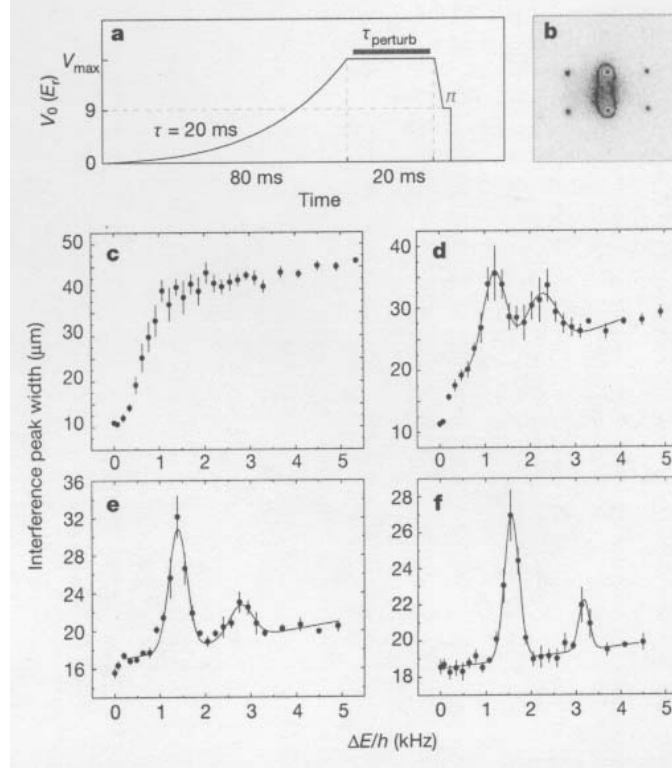 a
τ_perturb
V_max
V₀ (E_r)
9
π
τ = 20 ms
0
80 ms
20 ms
Time
b
Interference peak width (µm)
c
50
40
30
20
10
0 1 2 3 4 5
d
40
30
20
10
0 1 2 3 4 5
e
32
28
24
20
16
0 1 2 3 4 5
f
28
26
24
22
20
18
0 1 2 3 4 5
ΔE/h (kHz)